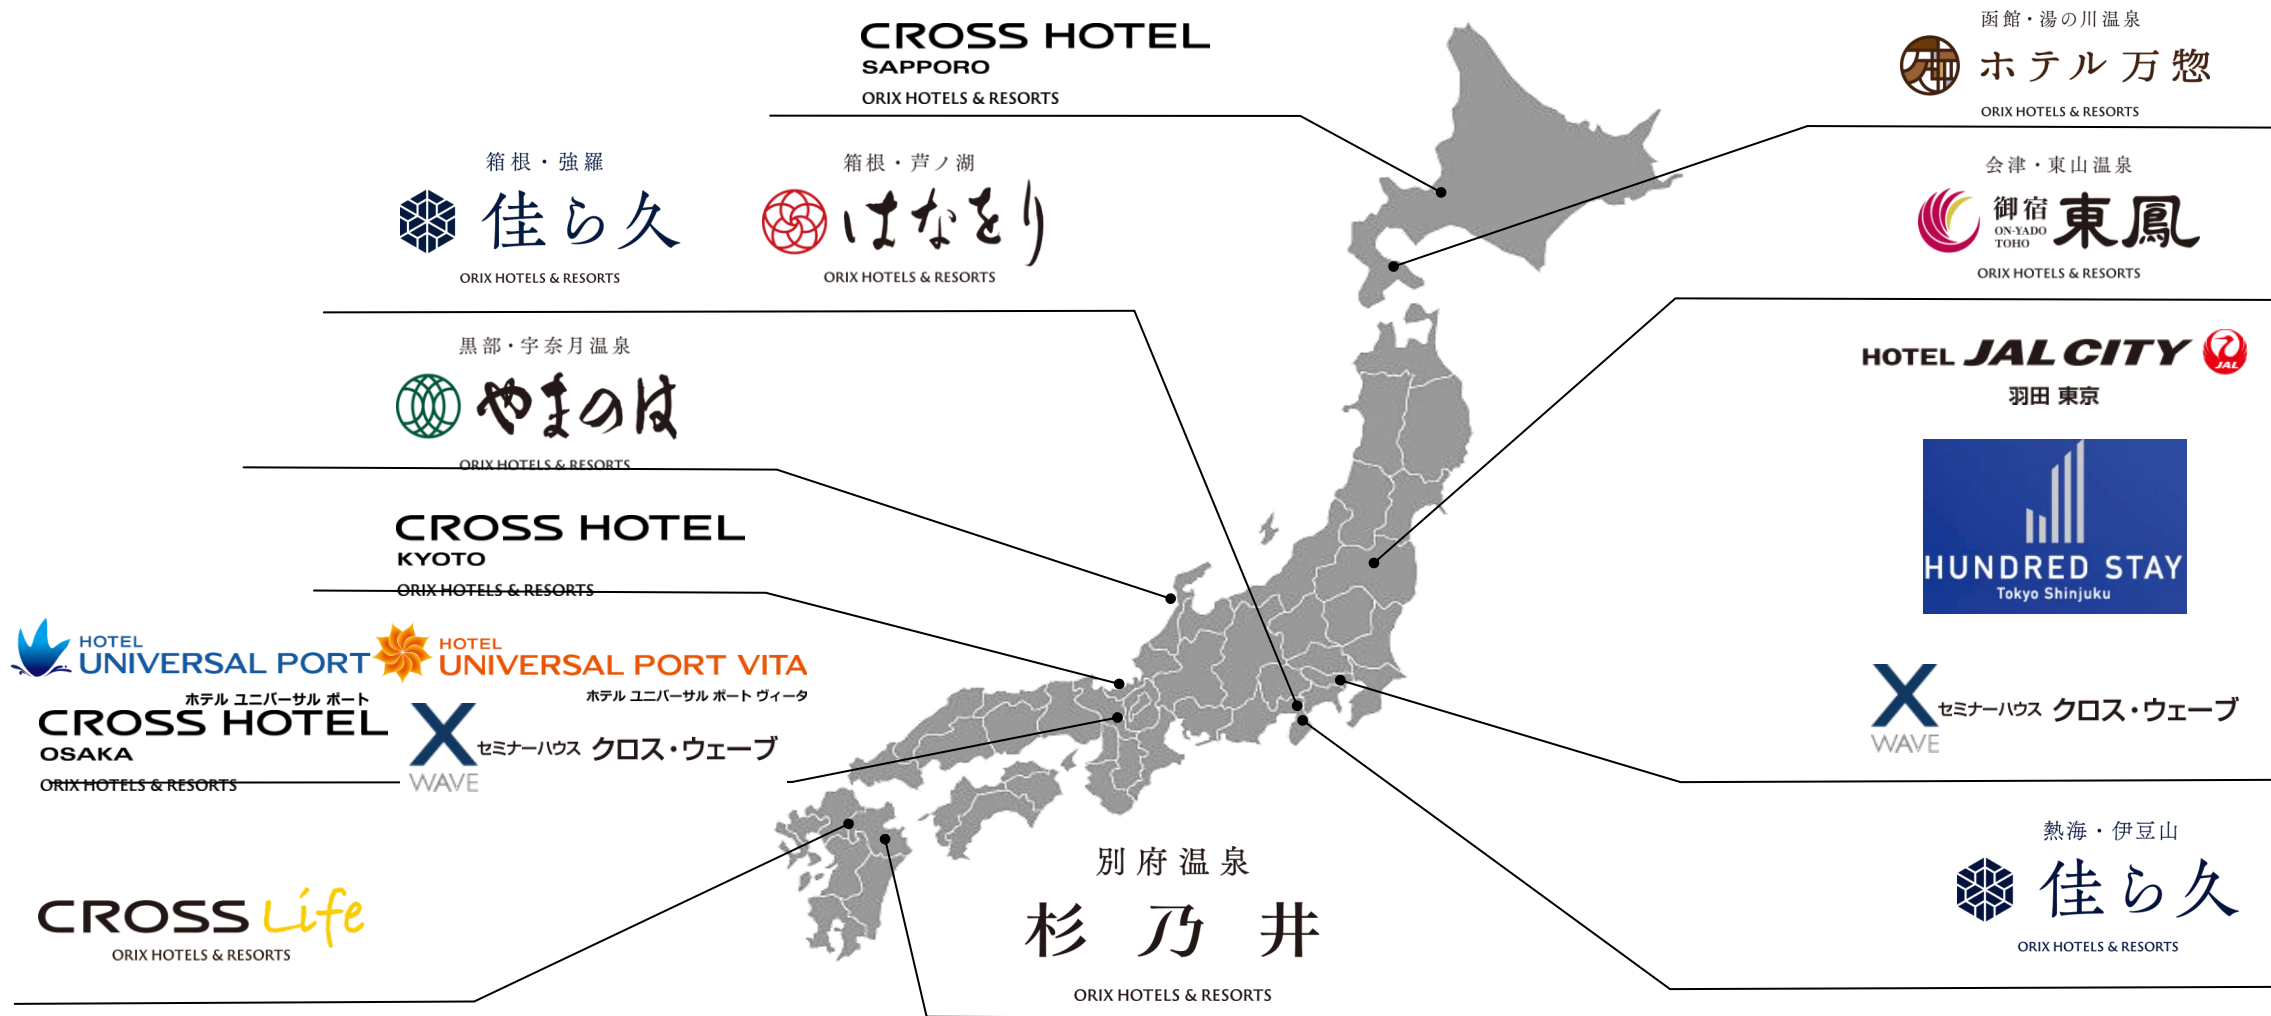 CROSS HOTEL
SAPPORO
ORIX HOTELS & RESORTS
函館・湯の川温泉
ホテル万惣
ORIX HOTELS & RESORTS
箱根・強羅
佳ら久
ORIX HOTELS & RESORTS
箱根・芦ノ湖
はなをり
ORIX HOTELS & RESORTS
会津・東山温泉
御宿
ON-YADO
TOHO
東鳳
ORIX HOTELS & RESORTS
黒部・宇奈月温泉
やまのは
ORIX HOTELS & RESORTS
HOTEL JAL CITY
JAL
羽田 東京
HUNDRED STAY
Tokyo Shinjuku
CROSS HOTEL
KYOTO
ORIX HOTELS & RESORTS
HOTEL
UNIVERSAL PORT
ホテル ユニバーサル ポート
HOTEL
UNIVERSAL PORT VITA
ホテル ユニバーサル ポート ヴィータ
CROSS HOTEL
OSAKA
ORIX HOTELS & RESORTS
X
WAVE
セミナーハウス クロス・ウェーブ
X
WAVE
セミナーハウス クロス・ウェーブ
CROSS Life
ORIX HOTELS & RESORTS
別府温泉
杉乃井
ORIX HOTELS & RESORTS
熱海・伊豆山
佳ら久
ORIX HOTELS & RESORTS